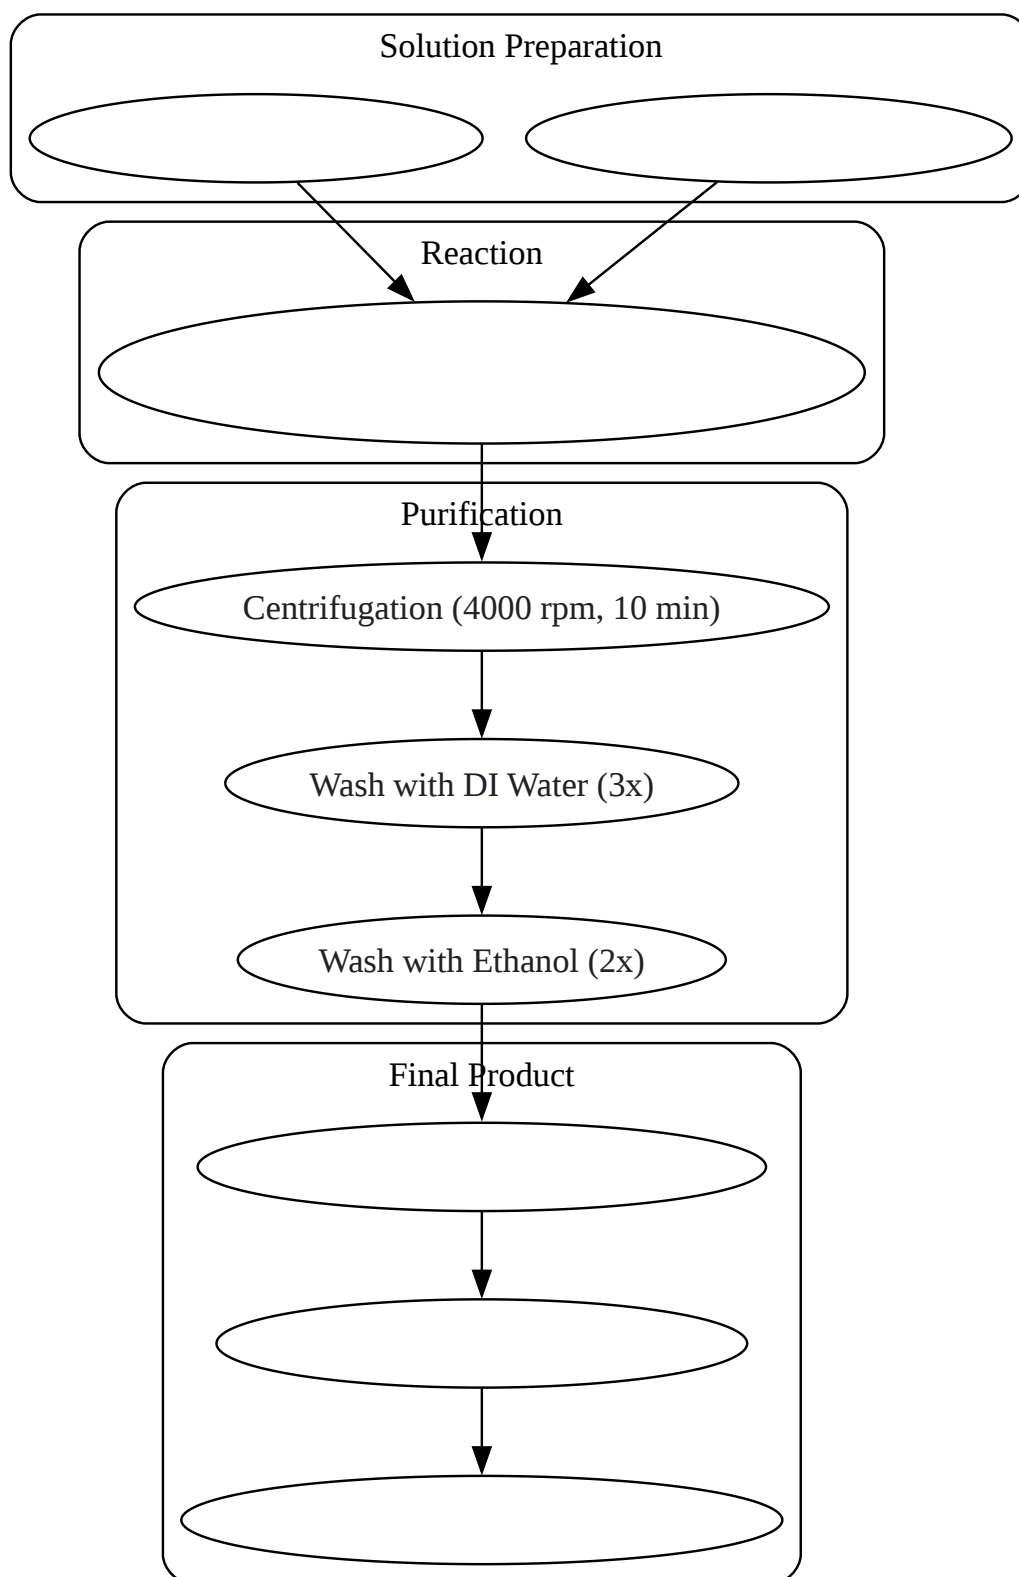 Solution Preparation
Reaction
Purification
Centrifugation (4000 rpm, 10 min)
Wash with DI Water (3x)
Wash with Ethanol (2x)
Final Product